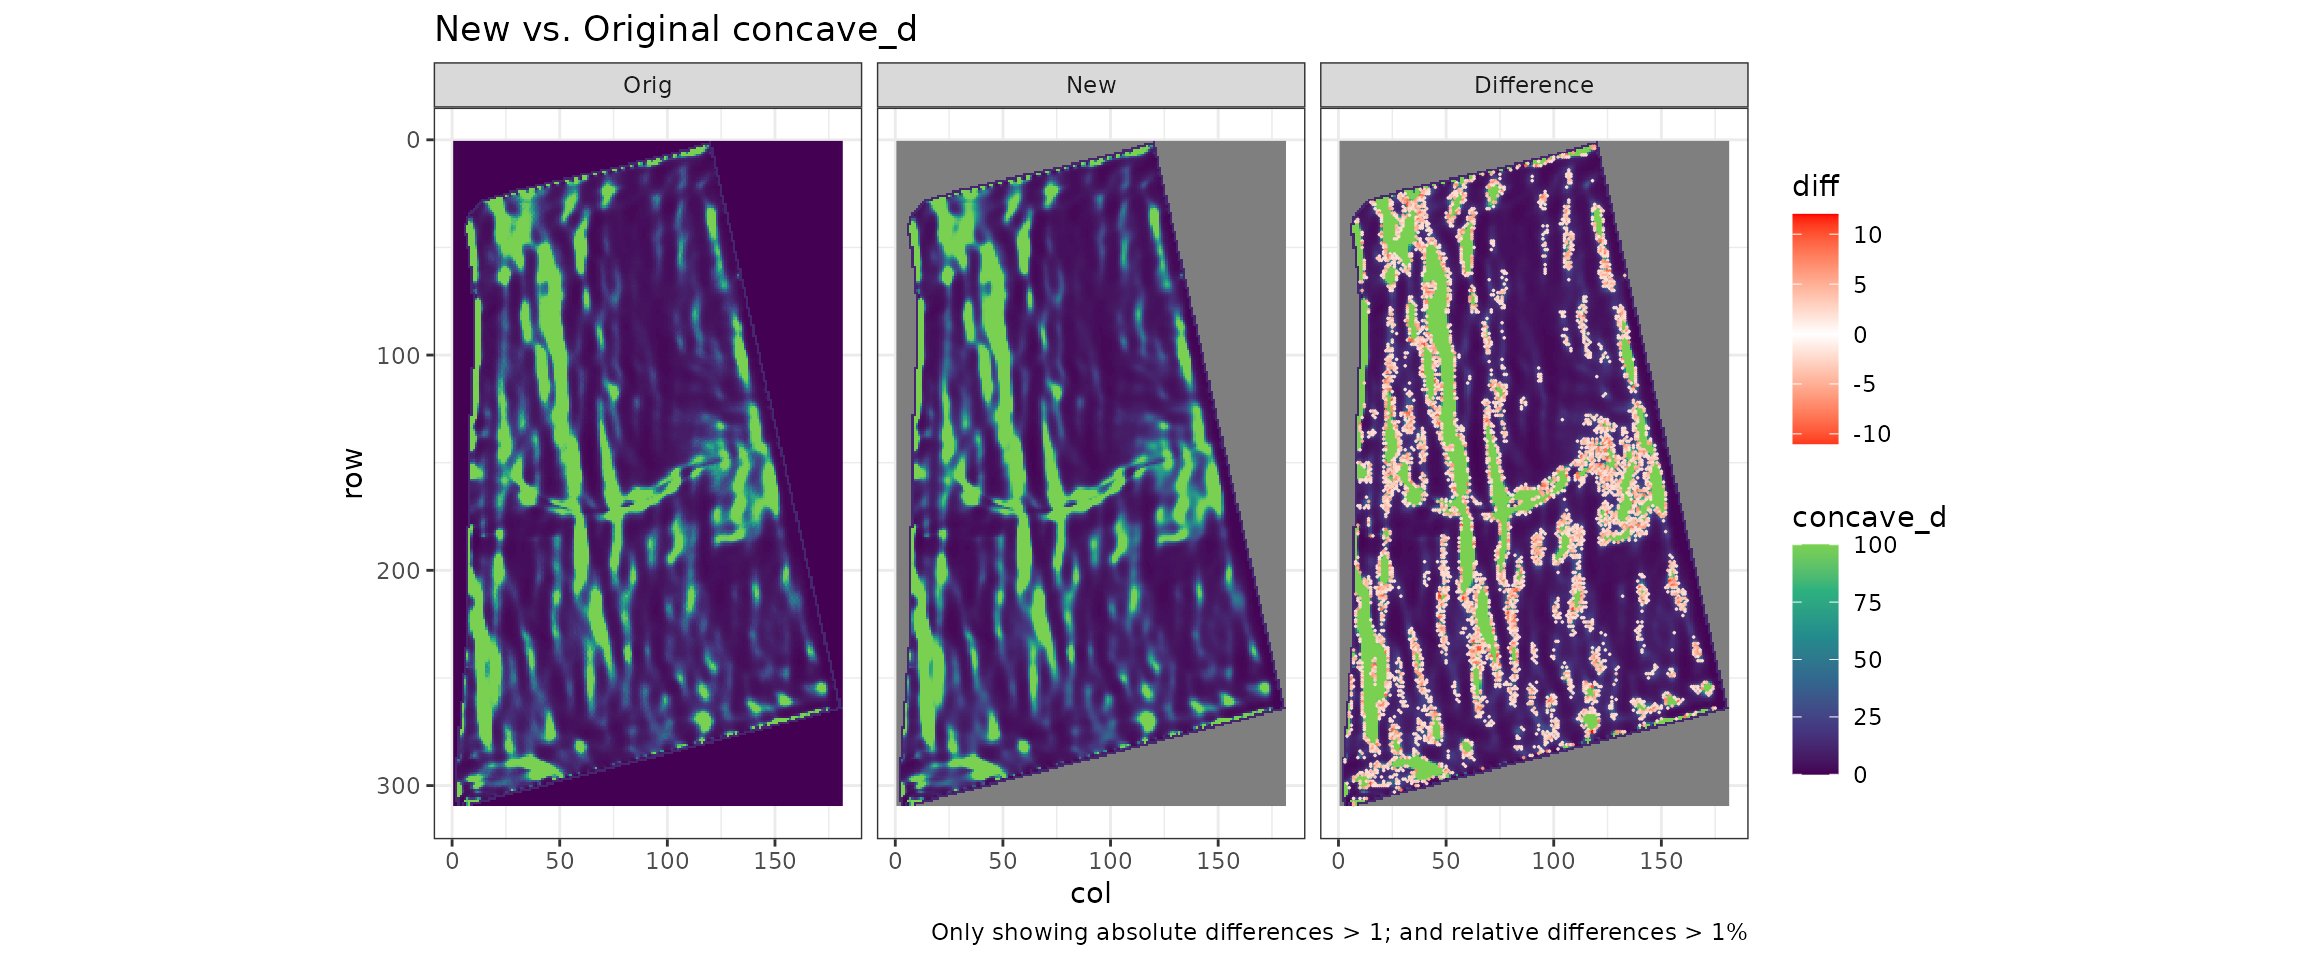 New vs. Original concave_d
Orig
New
Difference
0
100
200
300
row
0
50
100
150
0
50
100
150
0
50
100
150
col
diff
10
5
0
-5
-10
concave_d
100
75
50
25
0
Only showing absolute differences > 1; and relative differences > 1%